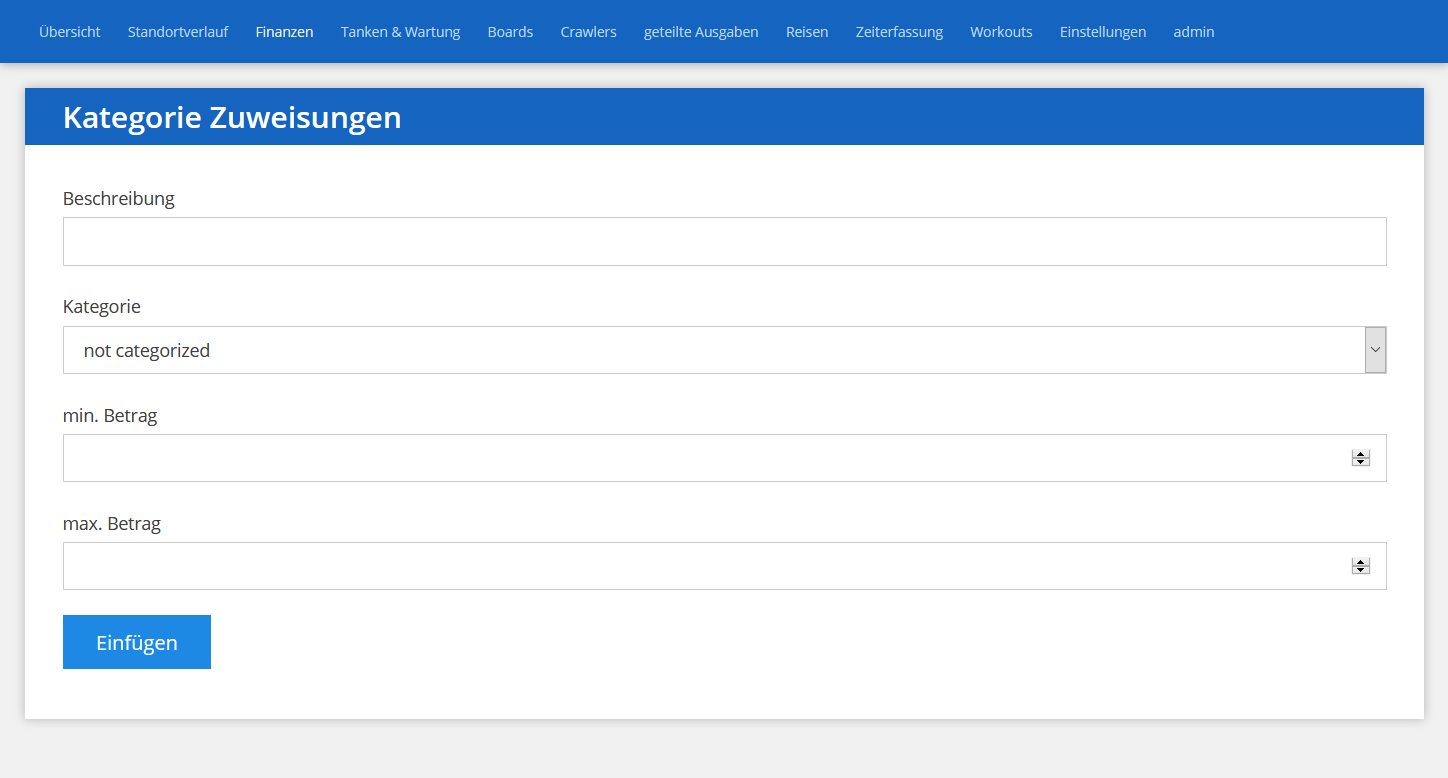 Übersicht Standortverlauf Finanzen Tanken & Wartung Boards Crawlers geteilte Ausgaben Reisen Zeiterfassung Workouts Einstellungen admin
Kategorie Zuweisungen
Beschreibung
Kategorie
not categorized
min. Betrag
max. Betrag
Einfügen